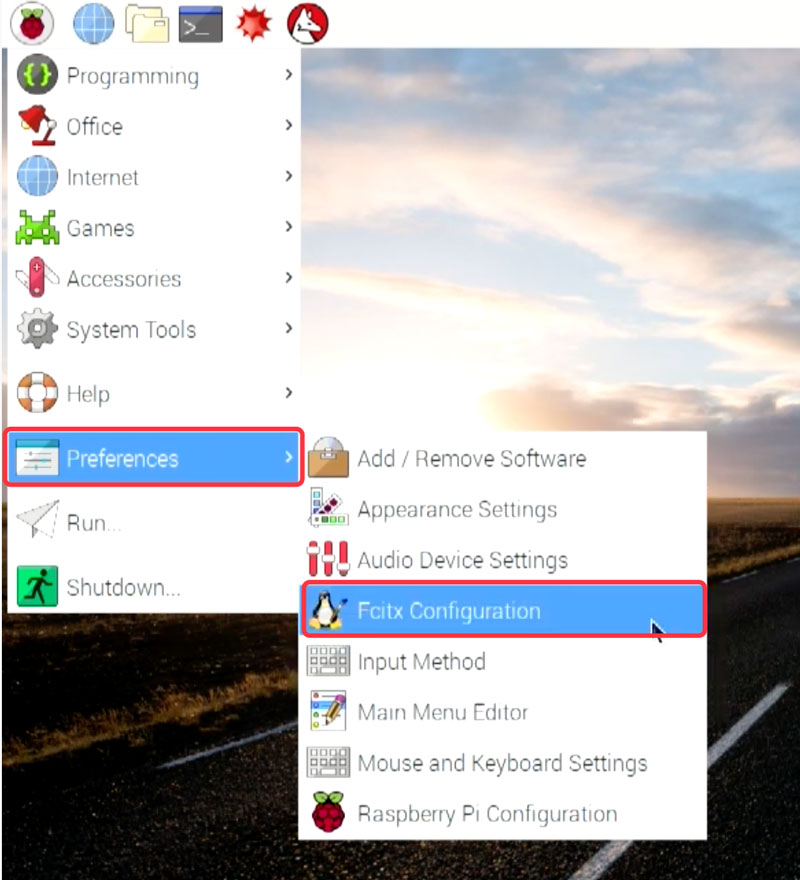 Programming
Office
Internet
Games
Accessories
System Tools
Help
Preferences
Run...
Shutdown...
Add / Remove Software
Appearance Settings
Audio Device Settings
Fcitx Configuration
Input Method
Main Menu Editor
Mouse and Keyboard Settings
Raspberry Pi Configuration